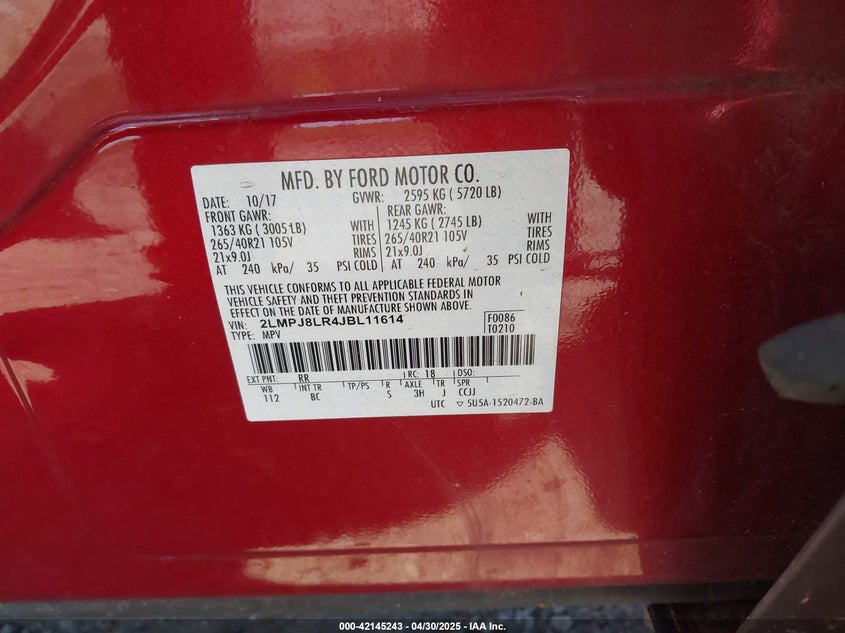 MFD. BY FORD MOTOR CO.
DATE: 10/17 GVWR: 2595 KG ( 5720 LB)
FRONT GAWR: REAR GAWR:
1363 KG ( 3005 LB) WITH 1245 KG ( 2745 LB) WITH
265/40R21 105V TIRES 265/40R21 105V TIRES
21x9.0J RIMS 21x9.0J RIMS
AT 240 kPa/ 35 PSI COLD AT 240 kPa/ 35 PSI COLD
THIS VEHICLE CONFORMS TO ALL APPLICABLE FEDERAL MOTOR
VEHICLE SAFETY AND THEFT PREVENTION STANDARDS IN
EFFECT ON THE DATE OF MANUFACTURE SHOWN ABOVE.
VIN: 2LMPJ8LR4JBL11614 F0086
TYPE: MPV T0210
EXT PNT: RR RC: 18 DSO:
WB INT TR TP/PS R AXLE TR SPR
112 BC S 3H J CCJJ
UTC ▽ 5U5A-1520472-BA
000-42145243 - 04/30/2025 - IAA Inc.